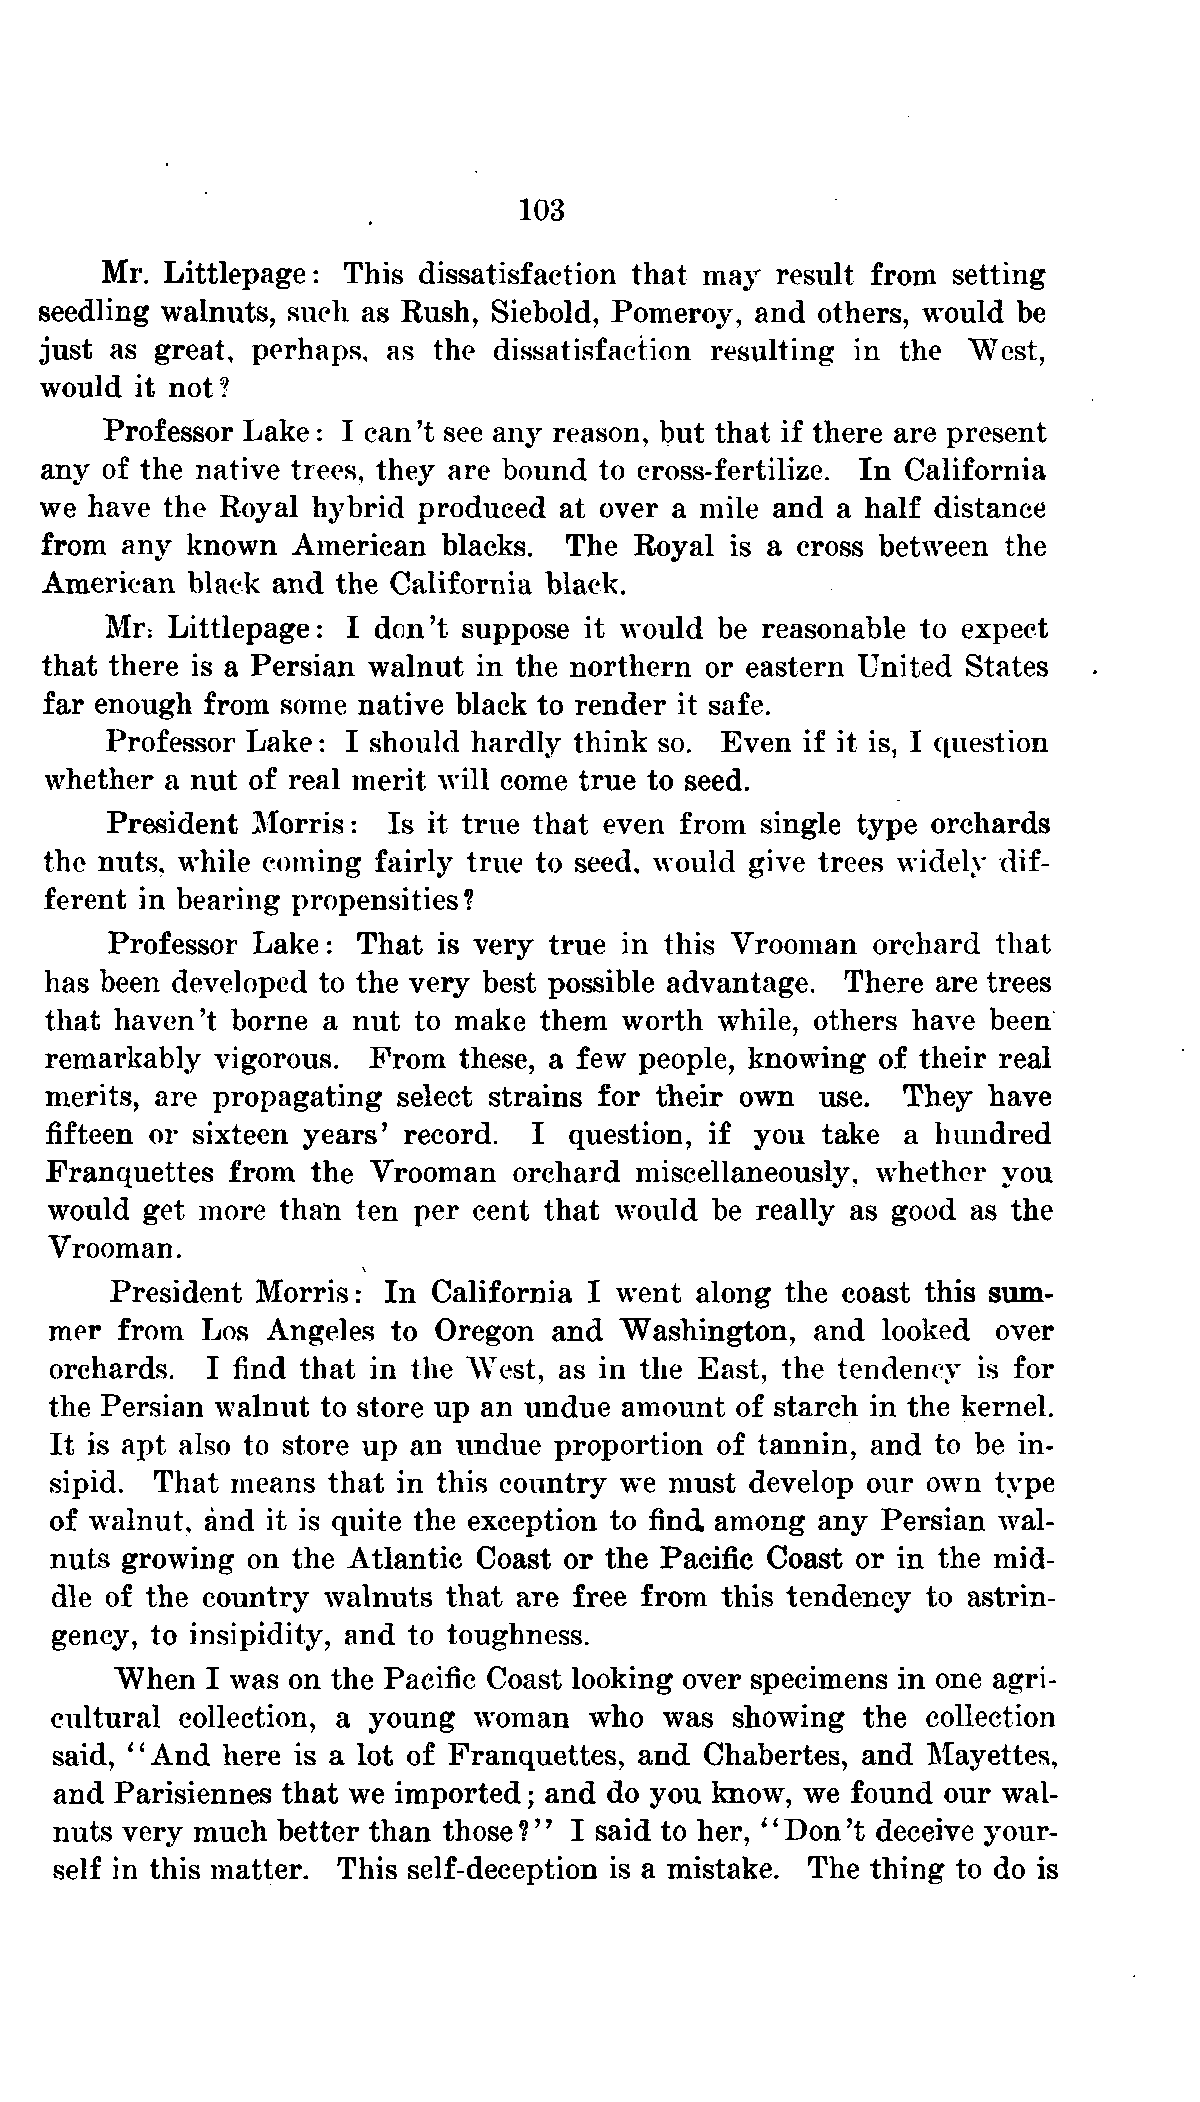 103
Mr. Littlepage: This dissatisfaction that may result from setting
seedling walnuts, such as Rush, Siebold, Pomeroy, and others, would be
just as great, perhaps, as the dissatisfaction resulting in the West,
would it not?
Professor Lake: I can't see any reason, but that if there are present
any of the native trees, they are bound to cross-fertilize. In California
we have the Royal hybrid produced at over a mile and a half distance
from any known American blacks. The Royal is a cross between the
American black and the California black.
Mr. Littlepage: I don't suppose it would be reasonable to expect
that there is a Persian walnut in the northern or eastern United States
far enough from some native black to render it safe.
Professor Lake: I should hardly think so. Even if it is, I question
whether a nut of real merit will come true to seed.
President Morris: Is it true that even from single type orchards
the nuts, while coming fairly true to seed, would give trees widely dif-
ferent in bearing propensities?
Professor Lake: That is very true in this Vrooman orchard that
has been developed to the very best possible advantage. There are trees
that haven't borne a nut to make them worth while, others have been
remarkably vigorous. From these, a few people, knowing of their real
merits, are propagating select strains for their own use. They have
fifteen or sixteen years' record. I question, if you take a hundred
Franquettes from the Vrooman orchard miscellaneously, whether you
would get more than ten per cent that would be really as good as the
Vrooman.
President Morris: In California I went along the coast this sum-
mer from Los Angeles to Oregon and Washington, and looked over
orchards. I find that in the West, as in the East, the tendency is for
the Persian walnut to store up an undue amount of starch in the kernel.
It is apt also to store up an undue proportion of tannin, and to be in-
sipid. That means that in this country we must develop our own type
of walnut, and it is quite the exception to find among any Persian wal-
nuts growing on the Atlantic Coast or the Pacific Coast or in the mid-
dle of the country walnuts that are free from this tendency to astrin-
gency, to insipidity, and to toughness.
When I was on the Pacific Coast looking over specimens in one agri-
cultural collection, a young woman who was showing the collection
said, "And here is a lot of Franquettes, and Chabertes, and Mayettes,
and Parisiennes that we imported; and do you know, we found our wal-
nuts very much better than those?" I said to her, "Don't deceive your-
self in this matter. This self-deception is a mistake. The thing to do is